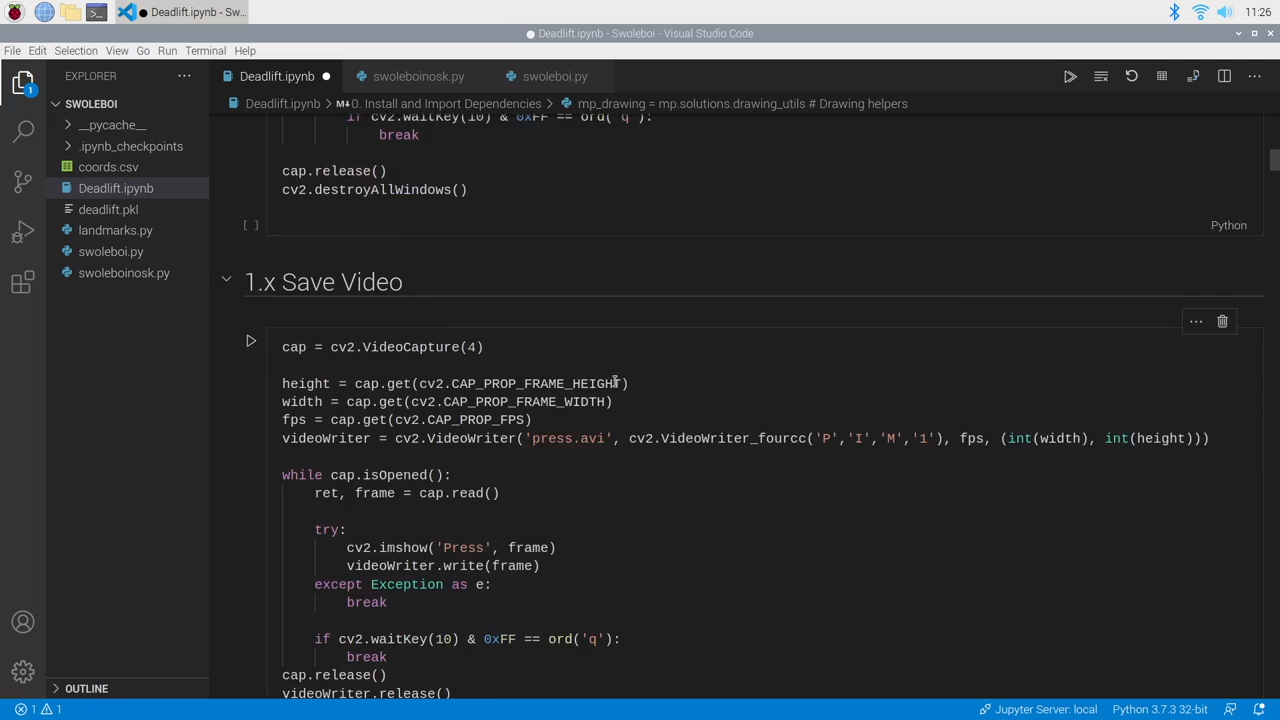 Deadlift.ipynb - Sw...
11:26
Deadlift.ipynb - Swoleboi - Visual Studio Code
File Edit Selection View Go Run Terminal Help
EXPLORER
SWOLEBOI
__pycache__
.ipynb_checkpoints
coords.csv
Deadlift.ipynb
deadlift.pkl
landmarks.py
swoleboi.py
swoleboinosk.py
OUTLINE
Deadlift.ipynb swoleboinosk.py swoleboi.py
Deadlift.ipynb > M↓0. Install and Import Dependencies > mp_drawing = mp.solutions.drawing_utils # Drawing helpers
if cv2.waitKey(10) & 0xFF == ord('q'):
break
cap.release()
cv2.destroyAllWindows()
[ ] Python
1.x Save Video
cap = cv2.VideoCapture(4)
height = cap.get(cv2.CAP_PROP_FRAME_HEIGHT)
width = cap.get(cv2.CAP_PROP_FRAME_WIDTH)
fps = cap.get(cv2.CAP_PROP_FPS)
videoWriter = cv2.VideoWriter('press.avi', cv2.VideoWriter_fourcc('P','I','M','1'), fps, (int(width), int(height)))
while cap.isOpened():
ret, frame = cap.read()
try:
cv2.imshow('Press', frame)
videoWriter.write(frame)
except Exception as e:
break
if cv2.waitKey(10) & 0xFF == ord('q'):
break
cap.release()
videoWriter.release()
1 1 Jupyter Server: local Python 3.7.3 32-bit